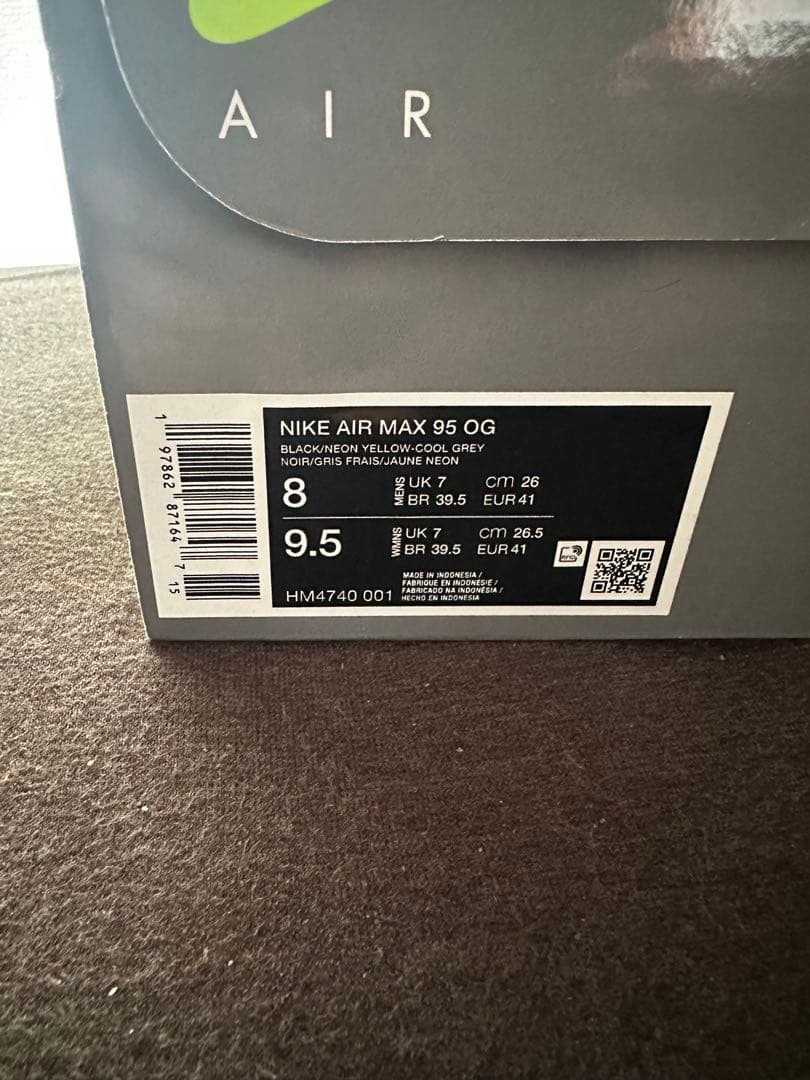 AIR
NIKE AIR MAX 95 OG
BLACK/NEON YELLOW-COOL GREY
NOIR/GRIS FRAIS/JAUNE NEON
8 MENS UK 7 cm 26
BR 39.5 EUR 41
9.5 WMNS UK 7 cm 26.5
BR 39.5 EUR 41
MADE IN INDONESIA /
FABRIQUE EN INDONESIE /
FABRICADO NA INDONÉSIA /
HM4740 001 HECHO EN INDONESIA
1 97862 87164 7 15